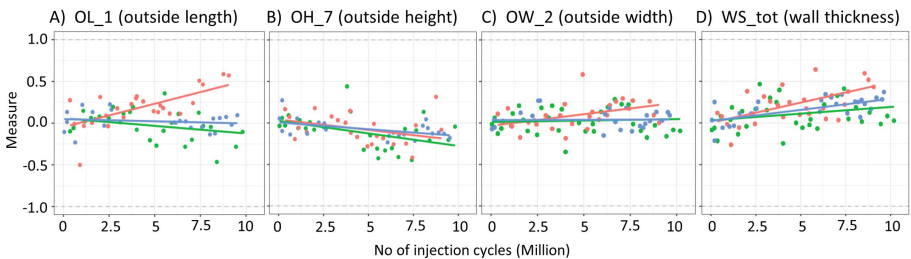 A) OL_1 (outside length) B) OH_7 (outside height) C) OW_2 (outside width) D) WS_tot (wall thickness)
Measure
1.0
0.5
0.0
-0.5
-1.0
0 2.5 5 7.5 10 0 2.5 5 7.5 10 0 2.5 5 7.5 10 0 2.5 5 7.5 10
No of injection cycles (Million)